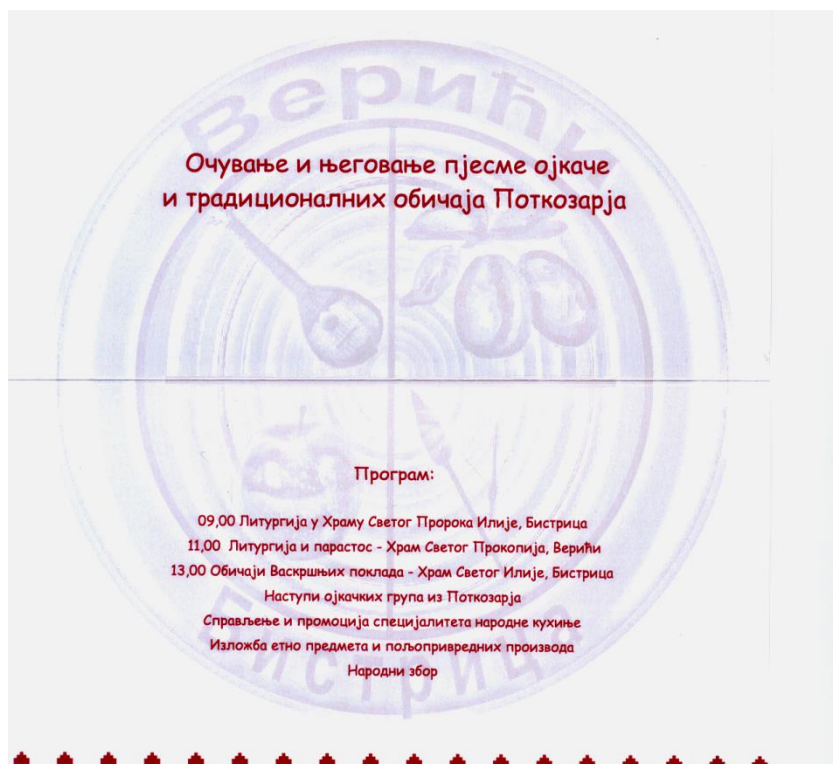 Верићи
Очување и његовање пјесме ојкаче
и традиционалних обичаја Поткозарја
Програм:
09,00 Литургија у Храму Светог Пророка Илије, Бистрица
11,00 Литургија и парастос - Храм Светог Прокопија, Верићи
13,00 Обичаји Васкршњих поклада - Храм Светог Илије, Бистрица
Наступи ојкачких група из Поткозарја
Справљење и промоција специјалитета народне кухиње
Изложба етно предмета и пољопривредних производа
Народни збор
Бистрица